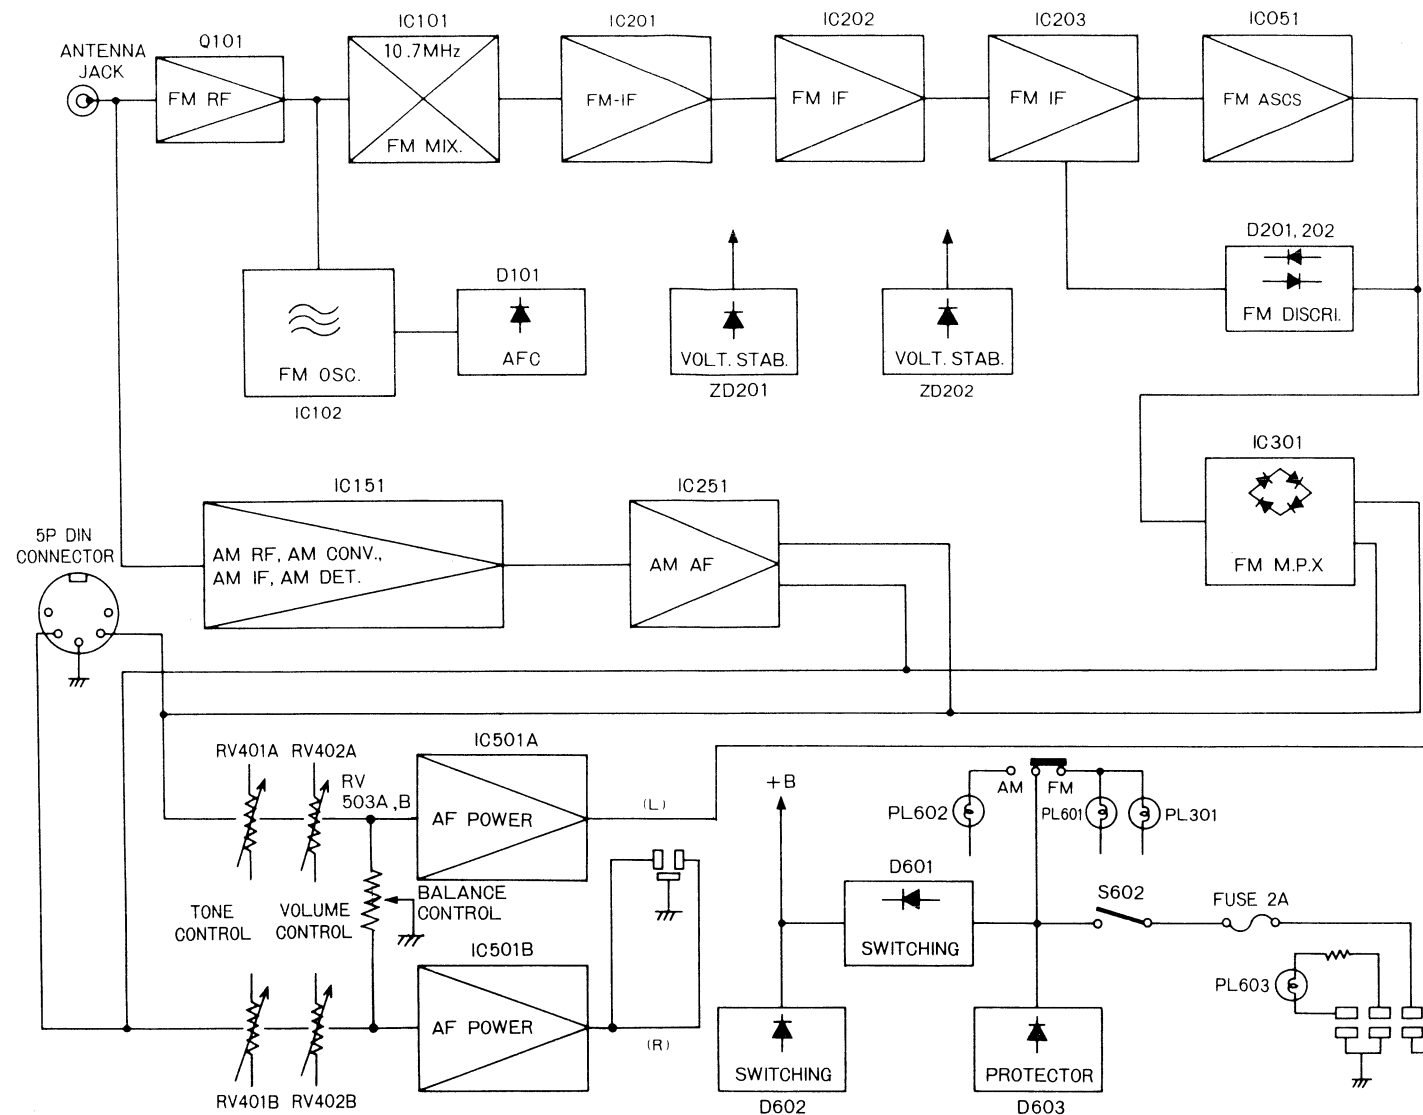 ANTENNA
JACK
Q101
FM RF
IC101
10.7MHz
FM MIX.
IC201
FM-IF
IC202
FM IF
IC203
FM IF
IC051
FM ASCS
FM OSC.
IC102
D101
AFC
VOLT. STAB.
ZD201
VOLT. STAB.
ZD202
D201, 202
FM DISCRI.
IC301
FM M.P.X
5P DIN
CONNECTOR
IC151
AM RF, AM CONV.,
AM IF, AM DET.
IC251
AM AF
RV401A
RV402A
RV
503A, B
IC501A
AF POWER
(L)
TONE
CONTROL
VOLUME
CONTROL
BALANCE
CONTROL
IC501B
AF POWER
(R)
RV401B
RV402B
+B
AM
FM
PL602
PL601
PL301
D601
SWITCHING
S602
FUSE 2A
PL603
SWITCHING
D602
PROTECTOR
D603